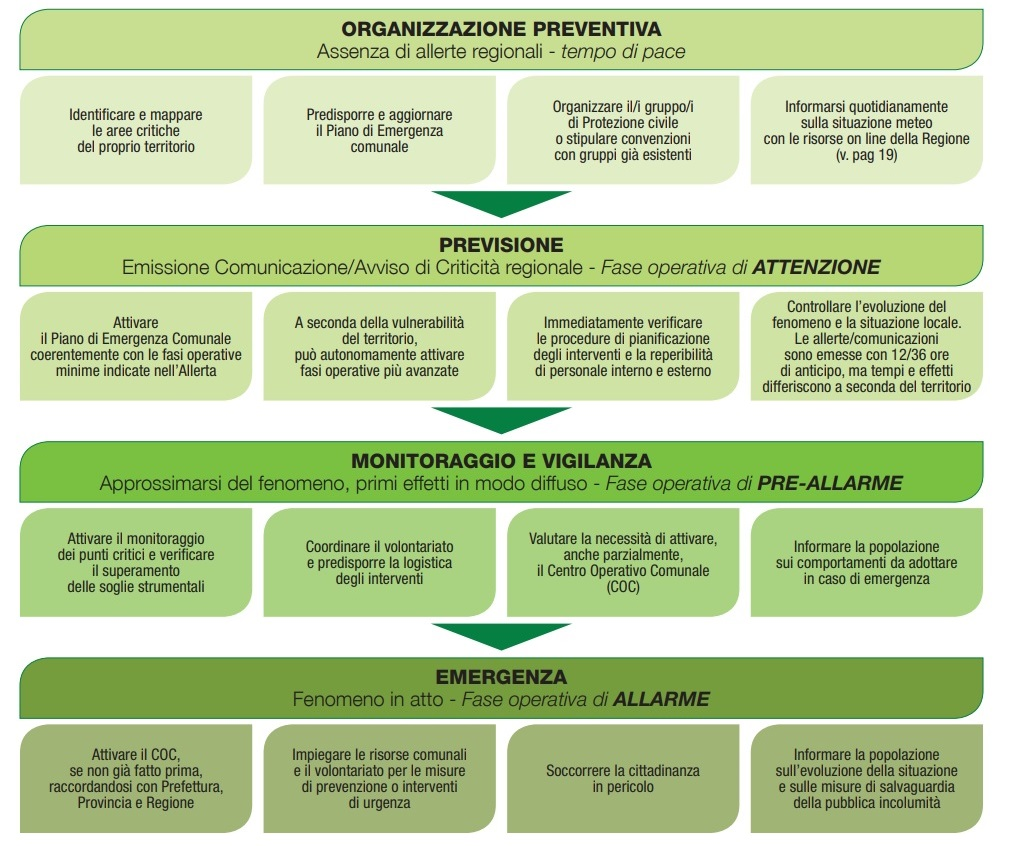 ORGANIZZAZIONE PREVENTIVA
Assenza di allerte regionali - tempo di pace
Identificare e mappare
le aree critiche
del proprio territorio
Predisporre e aggiornare
il Piano di Emergenza
comunale
Organizzare il/i gruppo/i
di Protezione civile
o stipulare convenzioni
con gruppi già esistenti
Informarsi quotidianamente
sulla situazione meteo
con le risorse on line della Regione
(v. pag 19)
PREVISIONE
Emissione Comunicazione/Avviso di Criticità regionale - Fase operativa di ATTENZIONE
Attivare
il Piano di Emergenza Comunale
coerentemente con le fasi operative
minime indicate nell'Allerta
A seconda della vulnerabilità
del territorio,
può autonomamente attivare
fasi operative più avanzate
Immediatamente verificare
le procedure di pianificazione
degli interventi e la reperibilità
di personale interno e esterno
Controllare l'evoluzione del
fenomeno e la situazione locale.
Le allerte/comunicazioni
sono emesse con 12/36 ore
di anticipo, ma tempi e effetti
differiscono a seconda del territorio
MONITORAGGIO E VIGILANZA
Approssimarsi del fenomeno, primi effetti in modo diffuso - Fase operativa di PRE-ALLARME
Attivare il monitoraggio
dei punti critici e verificare
il superamento
delle soglie strumentali
Coordinare il volontariato
e predisporre la logistica
degli interventi
Valutare la necessità di attivare,
anche parzialmente,
il Centro Operativo Comunale
(COC)
Informare la popolazione
sui comportamenti da adottare
in caso di emergenza
EMERGENZA
Fenomeno in atto - Fase operativa di ALLARME
Attivare il COC,
se non già fatto prima,
raccordandosi con Prefettura,
Provincia e Regione
Impiegare le risorse comunali
e il volontariato per le misure
di prevenzione o interventi
di urgenza
Soccorrere la cittadinanza
in pericolo
Informare la popolazione
sull'evoluzione della situazione
e sulle misure di salvaguardia
della pubblica incolumità